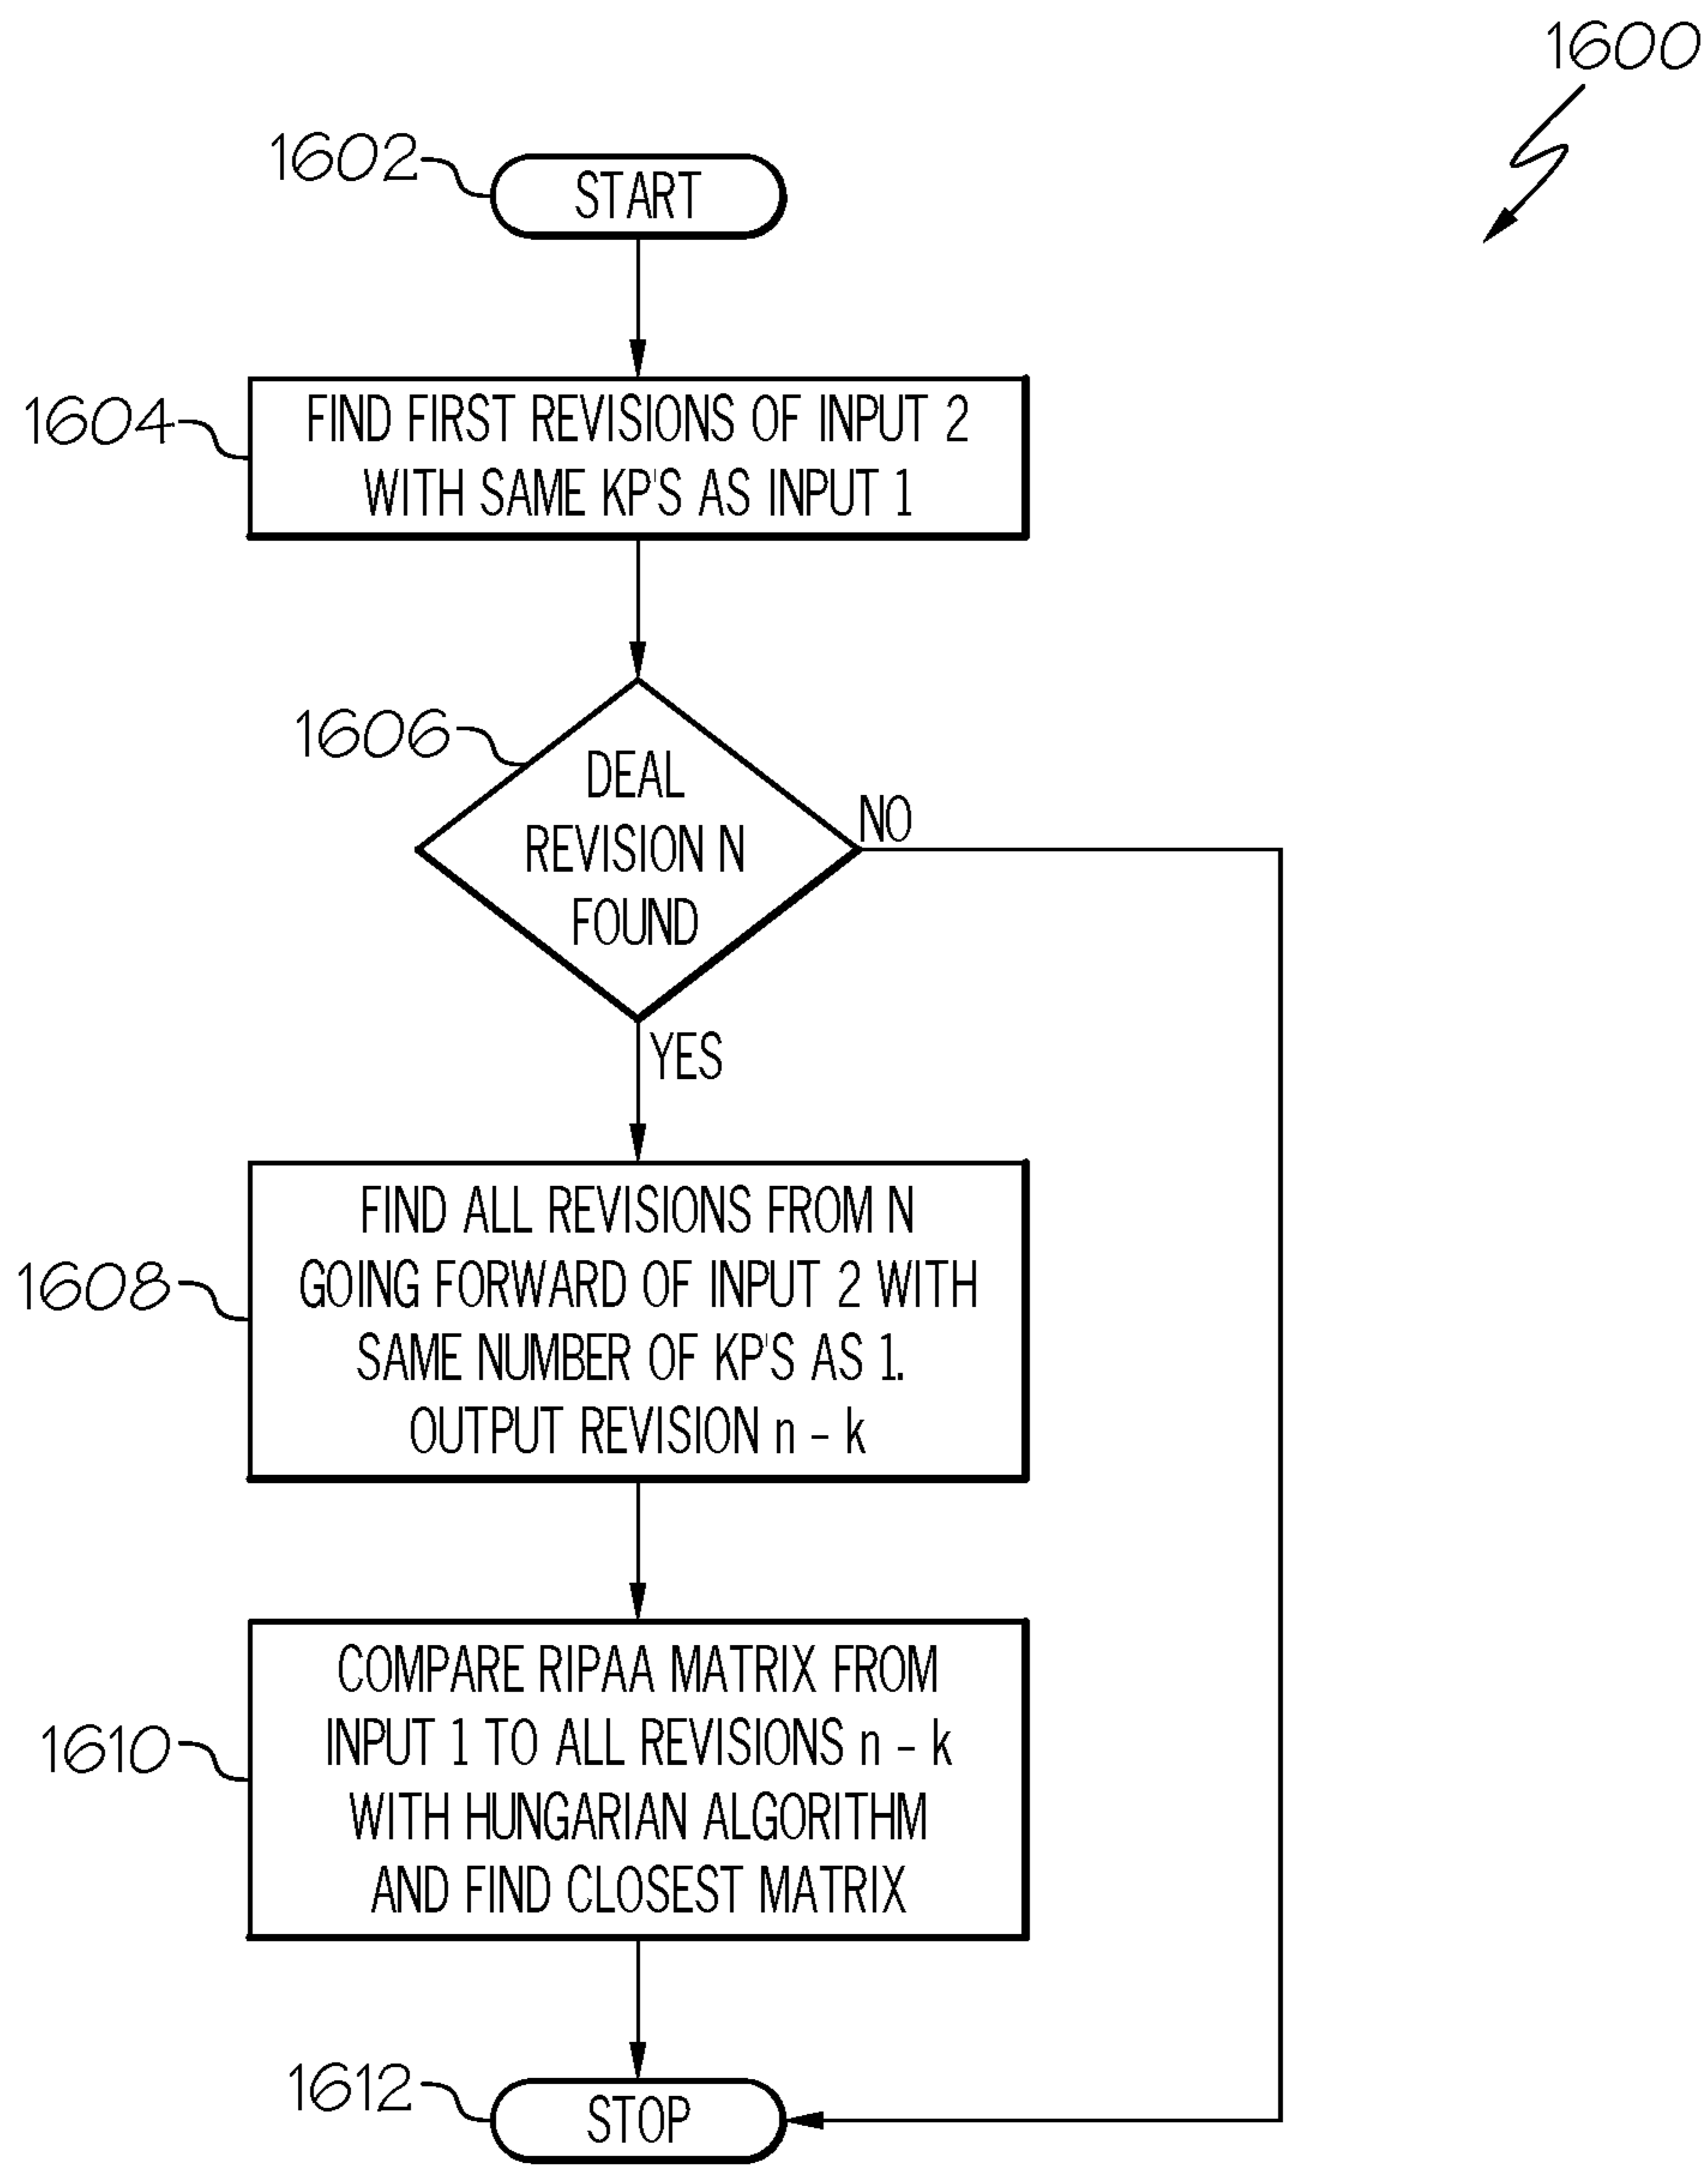 1600
1602
START
1604
FIND FIRST REVISIONS OF INPUT 2
WITH SAME KP'S AS INPUT 1
1606
DEAL
REVISION N
FOUND
NO
YES
1608
FIND ALL REVISIONS FROM N
GOING FORWARD OF INPUT 2 WITH
SAME NUMBER OF KP'S AS 1.
OUTPUT REVISION n – k
1610
COMPARE RIPAA MATRIX FROM
INPUT 1 TO ALL REVISIONS n – k
WITH HUNGARIAN ALGORITHM
AND FIND CLOSEST MATRIX
1612
STOP